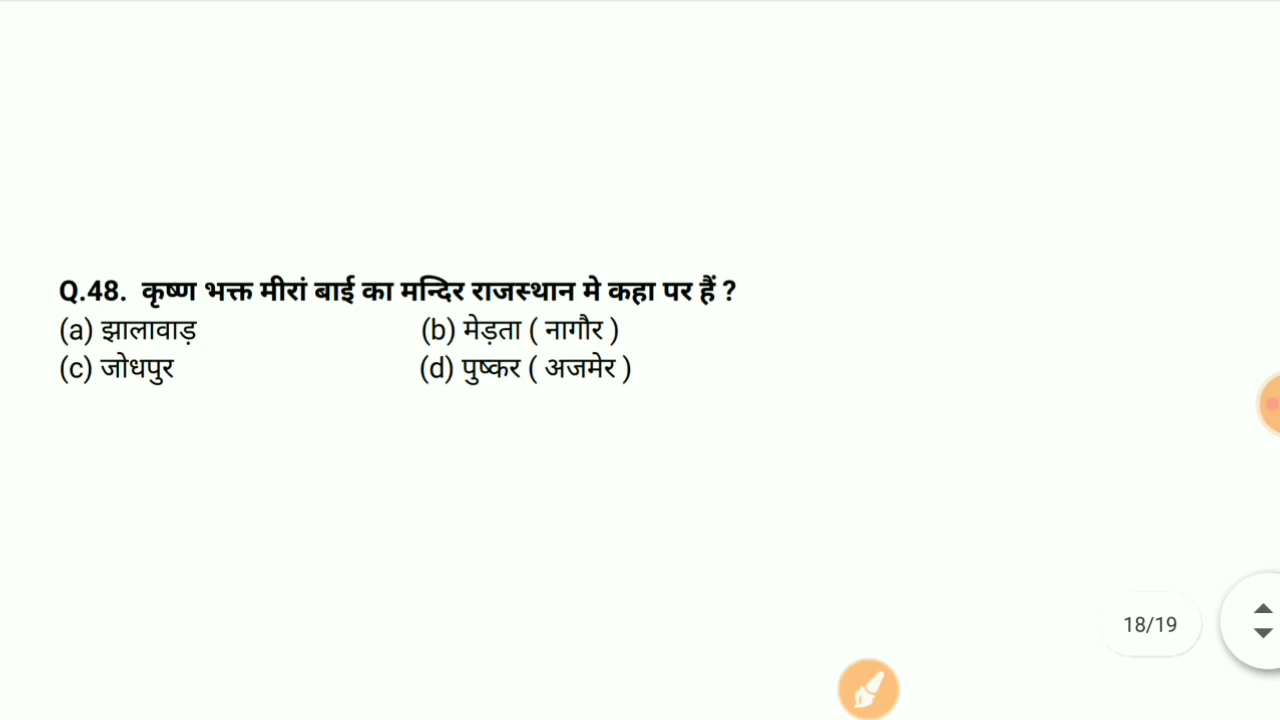 Q.48. कृष्ण भक्त मीरां बाई का मन्दिर राजस्थान मे कहा पर हैं ?
(a) झालावाड़ (b) मेड़ता ( नागौर )
(c) जोधपुर (d) पुष्कर ( अजमेर )
18/19